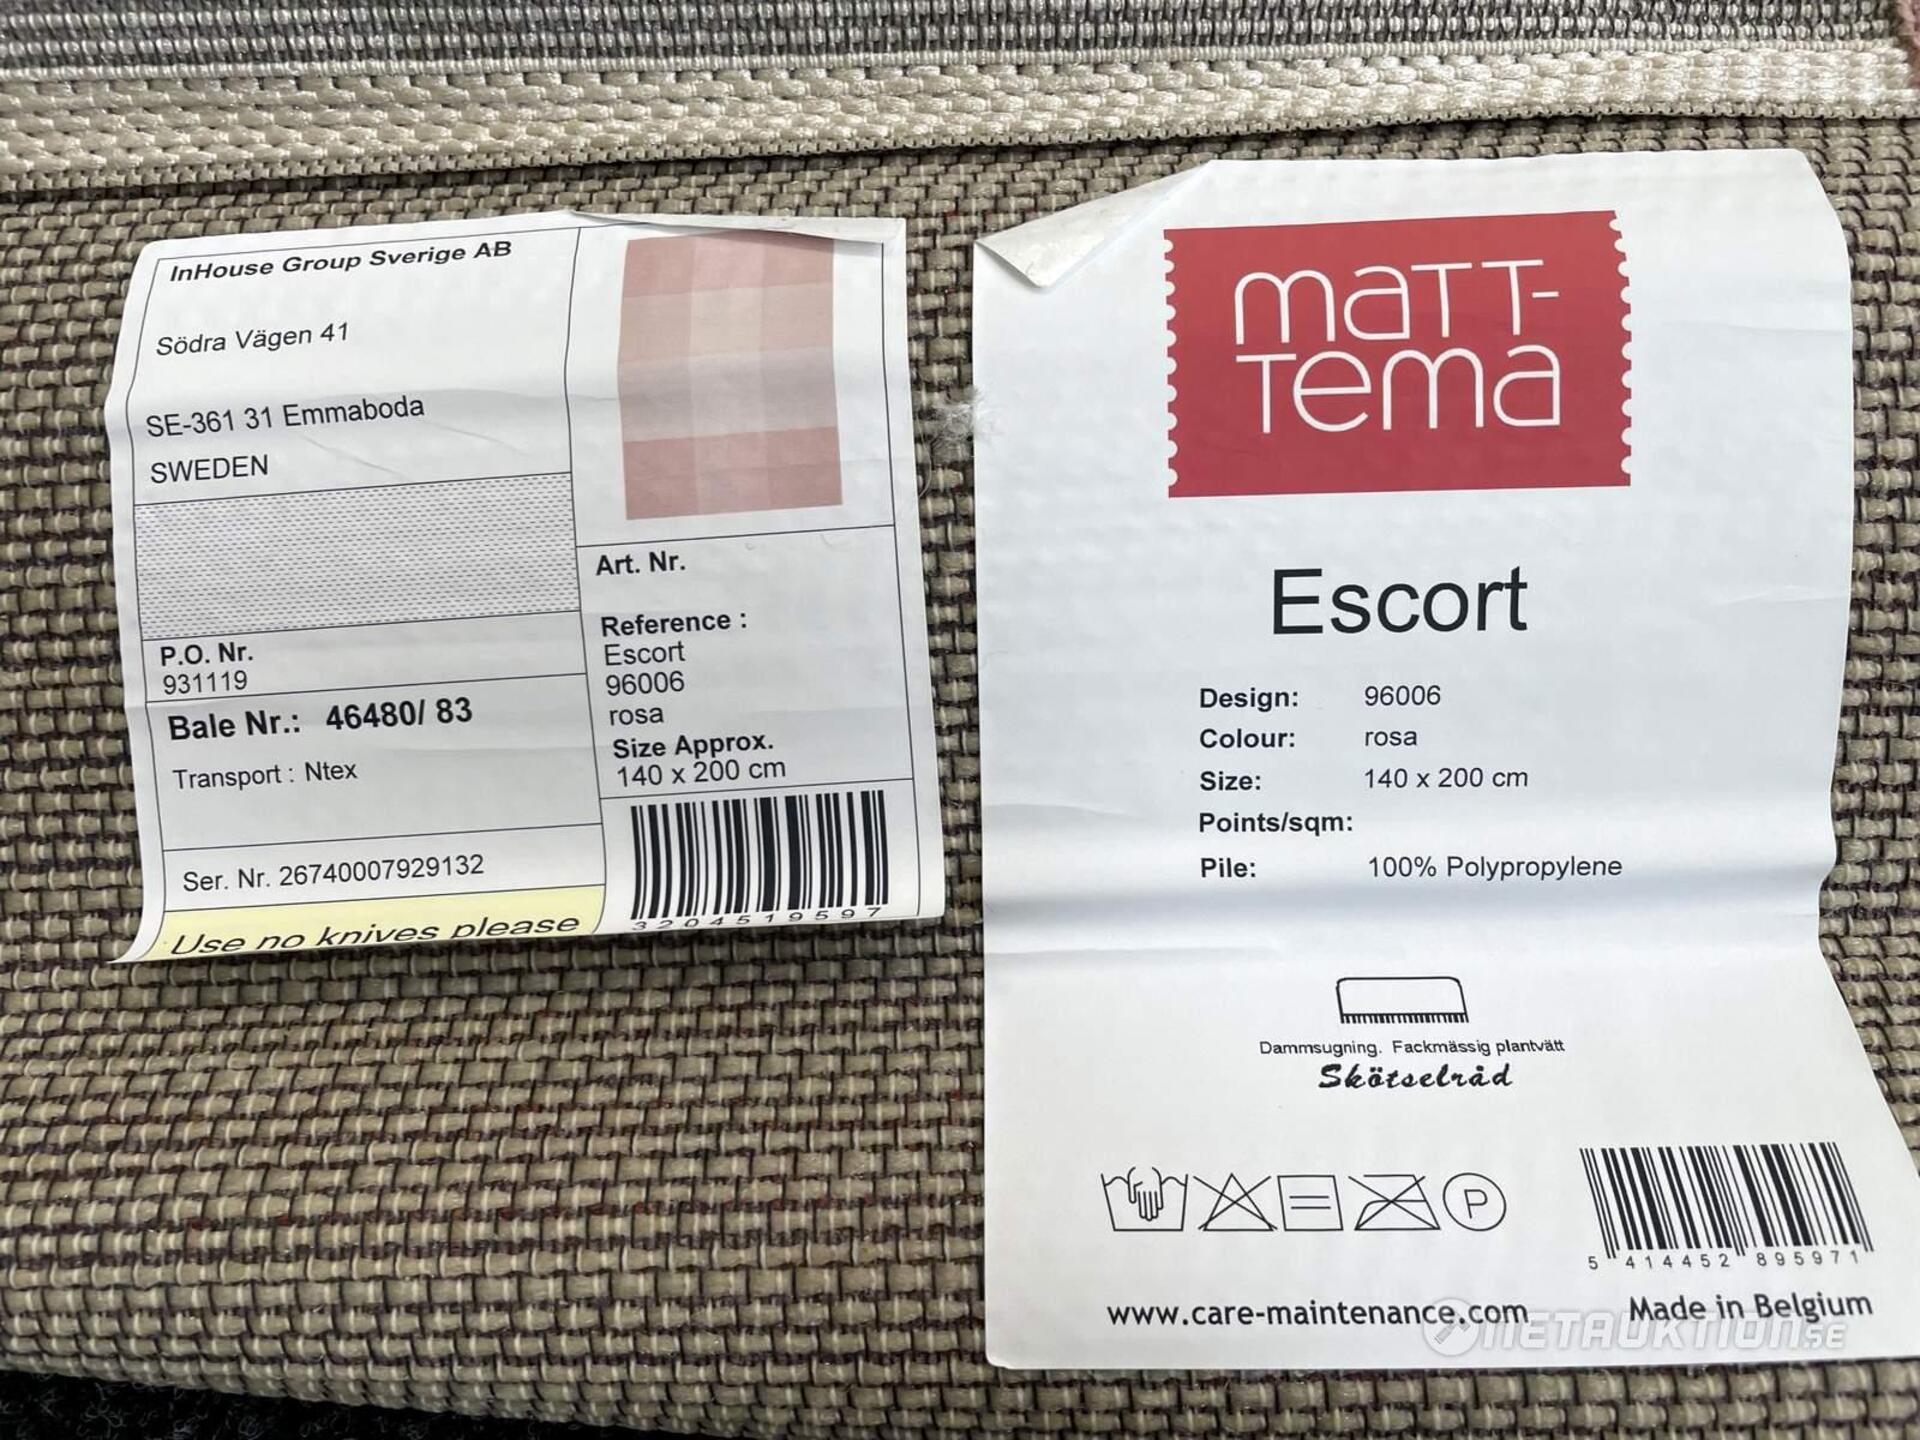 InHouse Group Sverige AB
Södra Vägen 41
SE-361 31 Emmaboda
SWEDEN
P.O. Nr.
931119
Bale Nr.: 46480/ 83
Transport : Ntex
Ser. Nr. 26740007929132
Use no knives please
Art. Nr.
Reference :
Escort
96006
rosa
Size Approx.
140 x 200 cm
3204519597
maTT-
Tema
Escort
Design: 96006
Colour: rosa
Size: 140 x 200 cm
Points/sqm:
Pile: 100% Polypropylene
Dammsugning. Fackmässig plantvätt
Skötselråd
P
5 414452 895971
www.care-maintenance.com
Made in Belgium
NETAUKTION.SE